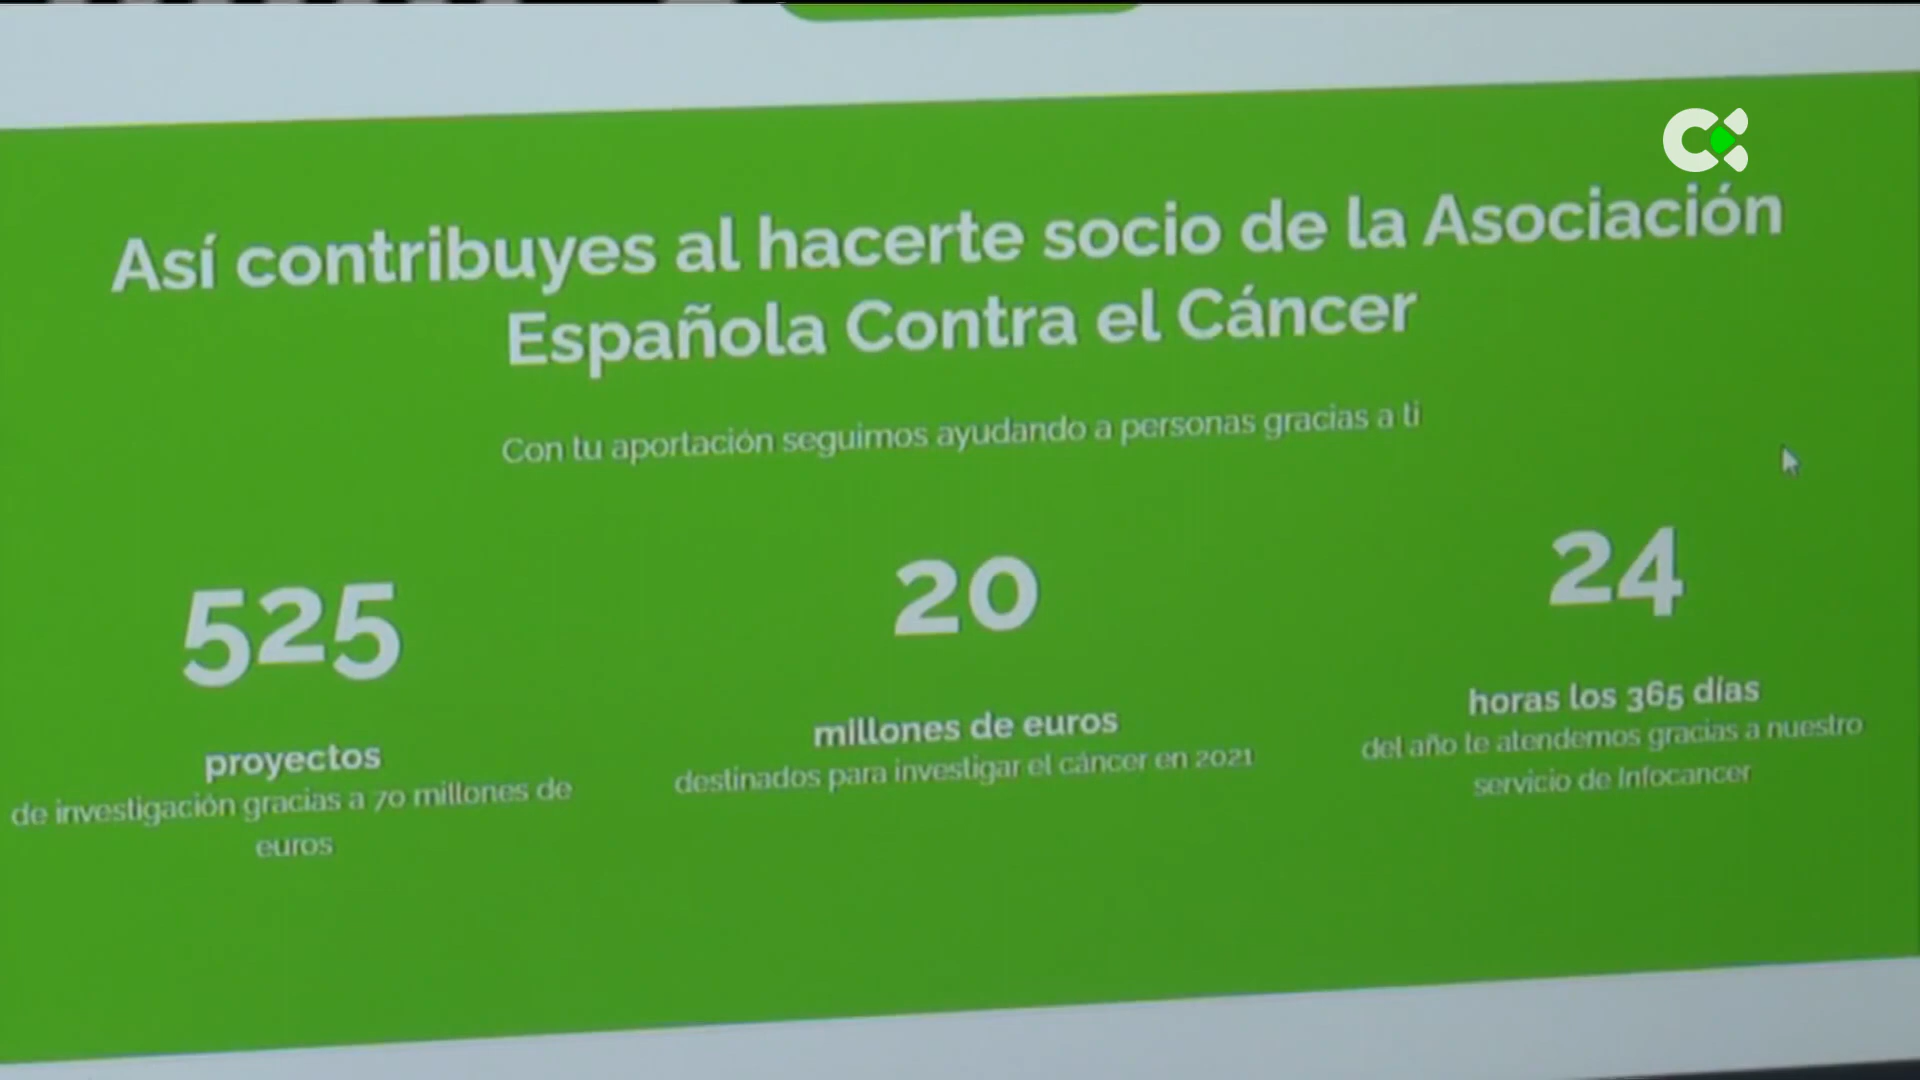 Así contribuyes al hacerte socio de la Asociación
Española Contra el Cáncer
Con tu aportación seguimos ayudando a personas gracias a ti
525
proyectos
de investigación gracias a 70 millones de
euros
20
millones de euros
destinados para investigar el cáncer en 2021
24
horas los 365 días
del año te atendemos gracias a nuestro
servicio de Infocancer